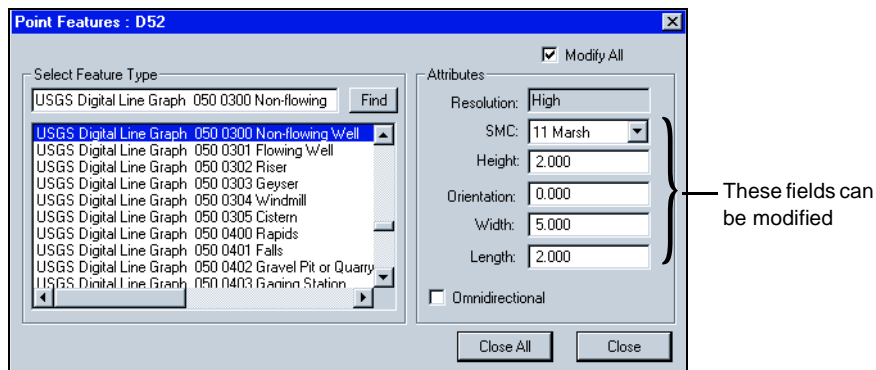 Point Features : D52
Modify All
Select Feature Type
USGS Digital Line Graph 050 0300 Non-flowing
Find
USGS Digital Line Graph 050 0300 Non-flowing Well
USGS Digital Line Graph 050 0301 Flowing Well
USGS Digital Line Graph 050 0302 Riser
USGS Digital Line Graph 050 0303 Geyser
USGS Digital Line Graph 050 0304 Windmill
USGS Digital Line Graph 050 0305 Cistern
USGS Digital Line Graph 050 0400 Rapids
USGS Digital Line Graph 050 0401 Falls
USGS Digital Line Graph 050 0402 Gravel Pit or Quarry
USGS Digital Line Graph 050 0403 Gaging Station
Attributes
Resolution: High
SMC: 11 Marsh
Height: 2.000
Orientation: 0.000
Width: 5.000
Length: 2.000
Omnidirectional
These fields can
be modified
Close All
Close